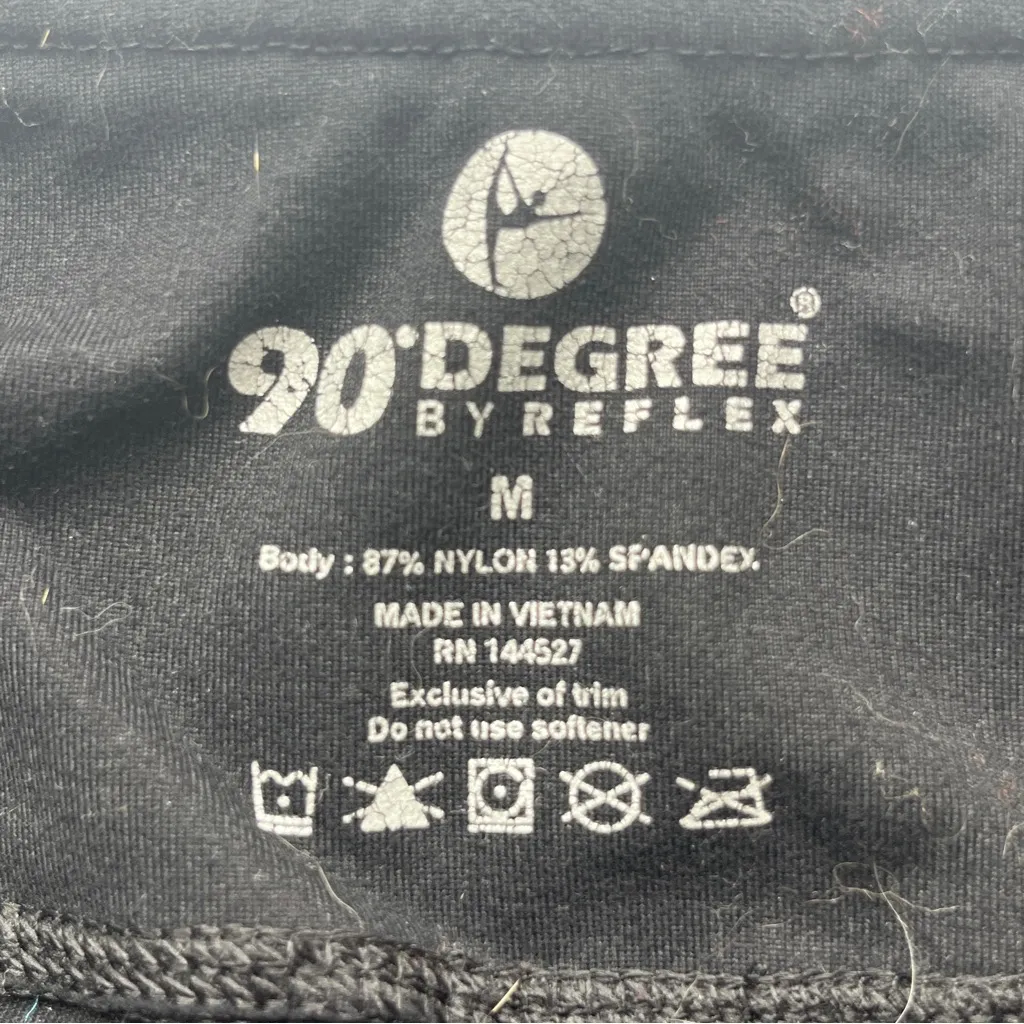 90°DEGREE®
BY REFLEX
M
Body : 87% NYLON 13% SPANDEX
MADE IN VIETNAM
RN 144527
Exclusive of trim
Do not use softener